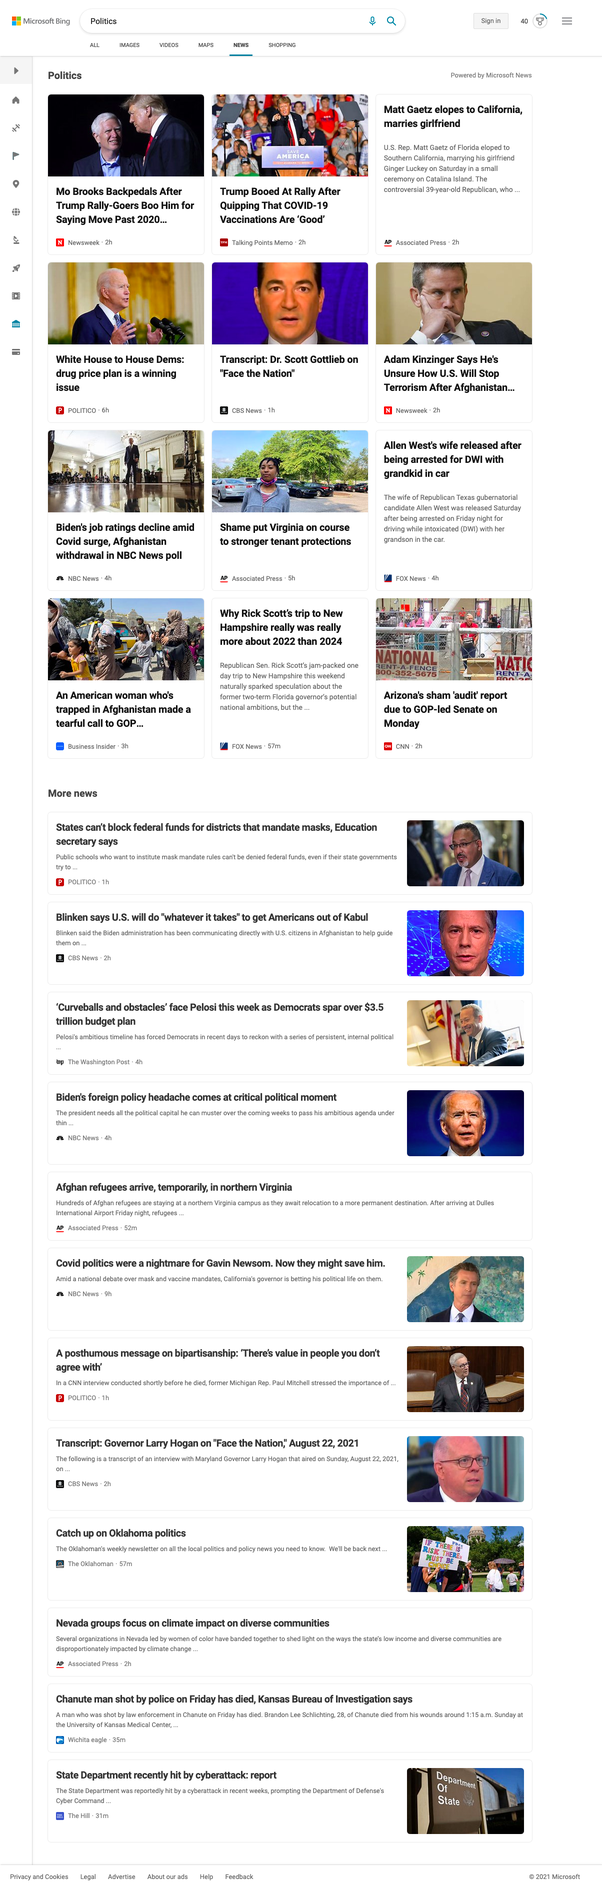 Microsoft Bing
Politics
Sign in
40
ALL
IMAGES
VIDEOS
MAPS
NEWS
SHOPPING
Politics
Powered by Microsoft News
Mo Brooks Backpedals After
Trump Rally-Goers Boo Him for
Saying Move Past 2020...
Newsweek · 2h
SAVE
AMERICA
Trump Booed At Rally After
Quipping That COVID-19
Vaccinations Are ‘Good’
Talking Points Memo · 2h
Matt Gaetz elopes to California,
marries girlfriend
U.S. Rep. Matt Gaetz of Florida eloped to
Southern California, marrying his girlfriend
Ginger Luckey on Saturday in a small
ceremony on Catalina Island. The
controversial 39-year-old Republican, who ...
AP Associated Press · 2h
White House to House Dems:
drug price plan is a winning
issue
POLITICO · 6h
Transcript: Dr. Scott Gottlieb on
"Face the Nation"
CBS News · 1h
Adam Kinzinger Says He's
Unsure How U.S. Will Stop
Terrorism After Afghanistan...
Newsweek · 2h
Biden's job ratings decline amid
Covid surge, Afghanistan
withdrawal in NBC News poll
NBC News · 4h
Shame put Virginia on course
to stronger tenant protections
AP Associated Press · 5h
Allen West's wife released after
being arrested for DWI with
grandkid in car
The wife of Republican Texas gubernatorial
candidate Allen West was released Saturday
after being arrested on Friday night for
driving while intoxicated (DWI) with her
grandson in the car.
FOX News · 4h
An American woman who's
trapped in Afghanistan made a
tearful call to GOP...
Business Insider · 3h
Why Rick Scott's trip to New
Hampshire really was really
more about 2022 than 2024
Republican Sen. Rick Scott's jam-packed one
day trip to New Hampshire this weekend
naturally sparked speculation about the
former two-term Florida governor's potential
national ambitions, but the ...
FOX News · 57m
NATIONAL
RENT-A-FENCE
800-352-5675
NATIO
Arizona's sham 'audit' report
due to GOP-led Senate on
Monday
CNN · 2h
More news
States can't block federal funds for districts that mandate masks, Education
secretary says
Public schools who want to institute mask mandate rules can't be denied federal funds, even if their state governments
try to ...
POLITICO · 1h
Blinken says U.S. will do "whatever it takes" to get Americans out of Kabul
Blinken said the Biden administration has been communicating directly with U.S. citizens in Afghanistan to help guide
them on ...
CBS News · 2h
‘Curveballs and obstacles’ face Pelosi this week as Democrats spar over $3.5
trillion budget plan
Pelosi's ambitious timeline has forced Democrats in recent days to reckon with a series of persistent, internal political
...
wp The Washington Post · 4h
Biden's foreign policy headache comes at critical political moment
The president needs all the political capital he can muster over the coming weeks to pass his ambitious agenda under
thin ...
NBC News · 4h
Afghan refugees arrive, temporarily, in northern Virginia
Hundreds of Afghan refugees are staying at a northern Virginia campus as they await relocation to a more permanent destination. After arriving at Dulles
International Airport Friday night, refugees ...
AP Associated Press · 52m
Covid politics were a nightmare for Gavin Newsom. Now they might save him.
Amid a national debate over mask and vaccine mandates, California's governor is betting his political life on them.
NBC News · 9h
A posthumous message on bipartisanship: ‘There's value in people you don't
agree with’
In a CNN interview conducted shortly before he died, former Michigan Rep. Paul Mitchell stressed the importance of ...
POLITICO · 1h
Transcript: Governor Larry Hogan on "Face the Nation," August 22, 2021
The following is a transcript of an interview with Maryland Governor Larry Hogan that aired on Sunday, August 22, 2021,
on ...
CBS News · 2h
Catch up on Oklahoma politics
The Oklahoman's weekly newsletter on all the local politics and policy news you need to know. We'll be back next ...
The Oklahoman · 57m
IF THERE IS
RISK THERE
MUST BE
Nevada groups focus on climate impact on diverse communities
Several organizations in Nevada led by women of color have banded together to shed light on the ways the state's low income and diverse communities are
disproportionately impacted by climate change ...
AP Associated Press · 2h
Chanute man shot by police on Friday has died, Kansas Bureau of Investigation says
A man who was shot by law enforcement in Chanute on Friday has died. Brandon Lee Schlichting, 28, of Chanute died from his wounds around 1:15 a.m. Sunday at
the University of Kansas Medical Center, ...
Wichita eagle · 35m
State Department recently hit by cyberattack: report
The State Department was reportedly hit by a cyberattack in recent weeks, prompting the Department of Defense's
Cyber Command ...
The Hill · 31m
Department
Of
State
Privacy and Cookies
Legal
Advertise
About our ads
Help
Feedback
© 2021 Microsoft